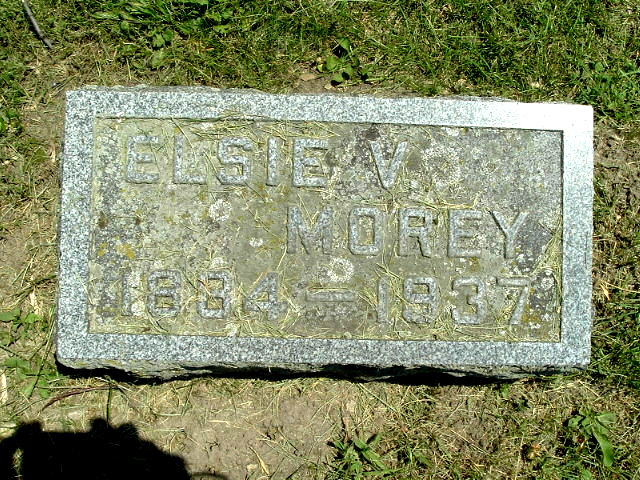 ELSIE V.
MOREY
1884 – 1937